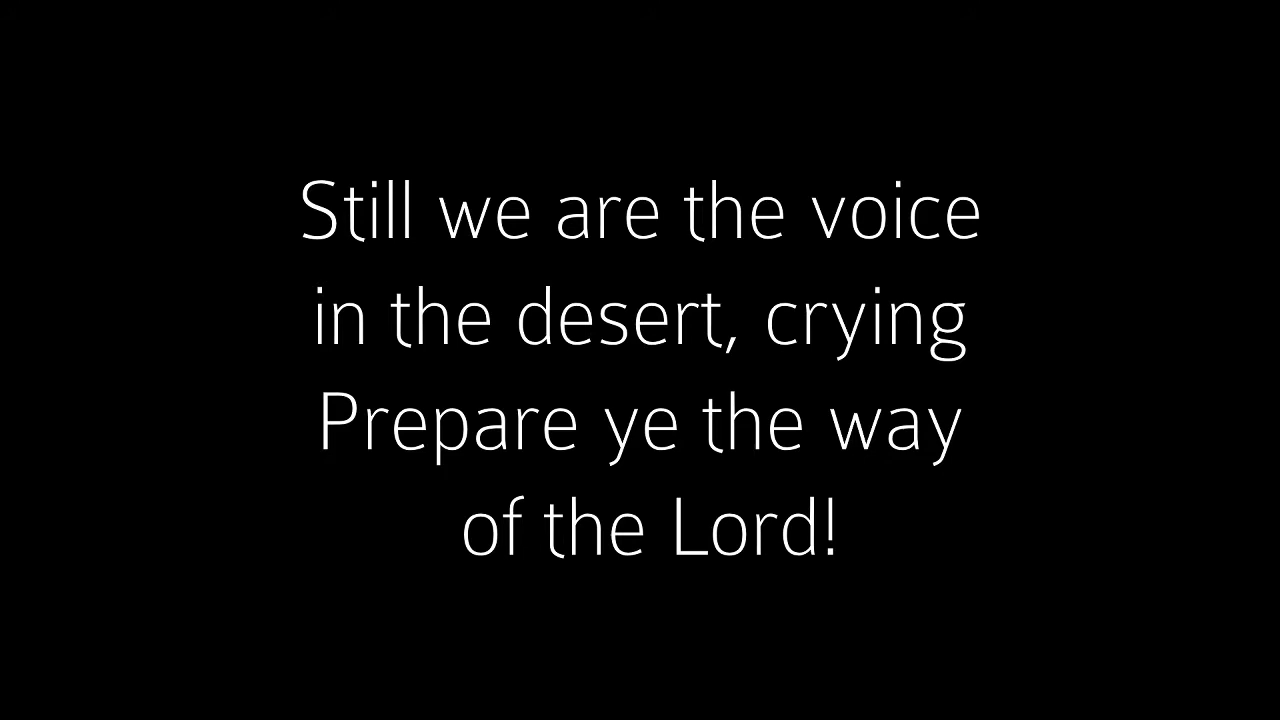 Still we are the voice
in the desert, crying
Prepare ye the way
of the Lord!